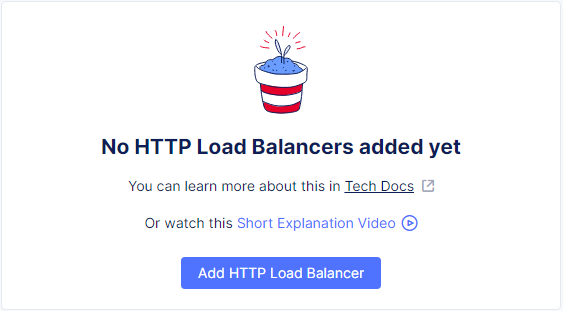 No HTTP Load Balancers added yet
You can learn more about this in Tech Docs
Or watch this Short Explanation Video
Add HTTP Load Balancer